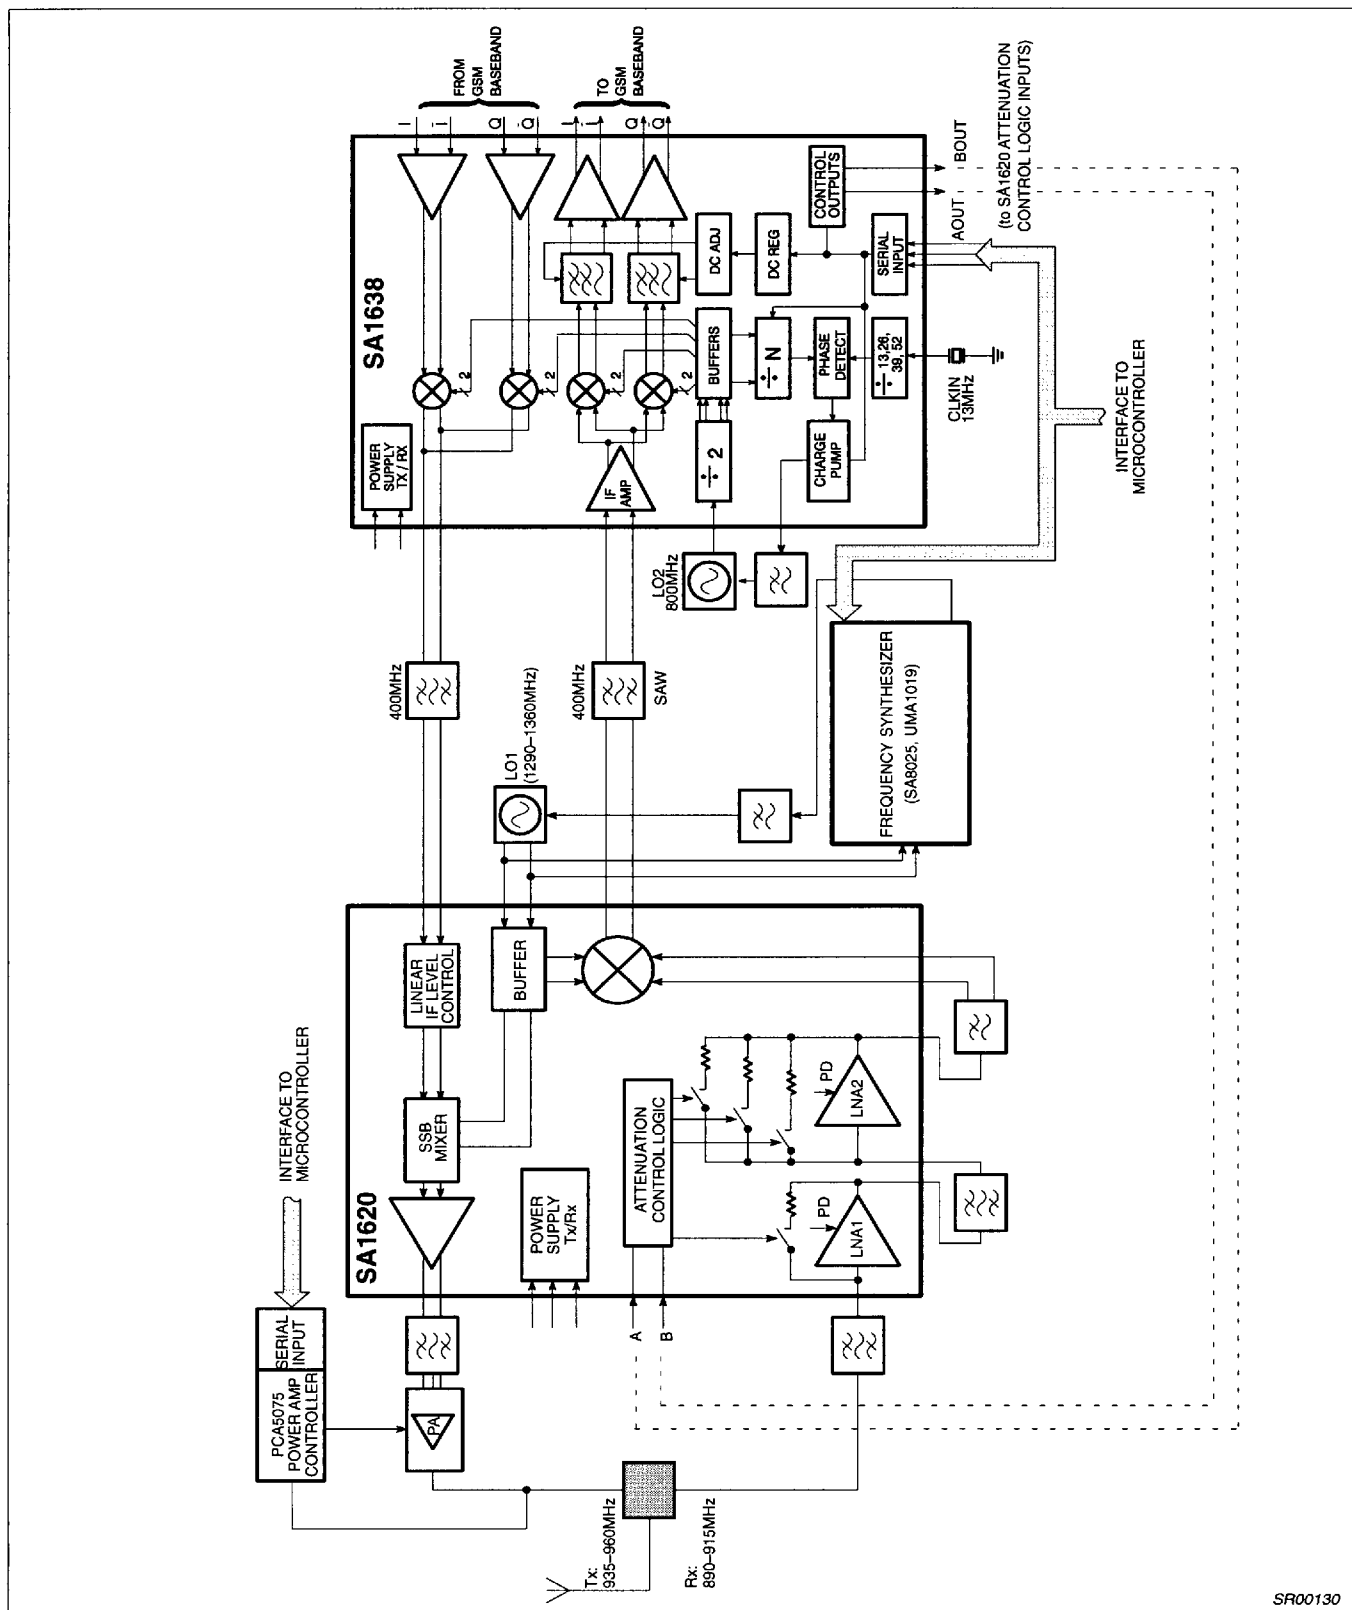 INTERFACE TO
MICROCONTROLLER
SERIAL
INPUT
PCA5075
POWER AMP
CONTROLLER
PA
Tx:
935–960MHz
Rx:
890–915MHz
SA1620
SSB
MIXER
LINEAR
IF LEVEL
CONTROL
BUFFER
POWER
SUPPLY
Tx/Rx
ATTENUATION
CONTROL LOGIC
A
B
PD
LNA1
PD
LNA2
400MHz
LO1
(1290–1360MHz)
400MHz
SAW
FREQUENCY SYNTHESIZER
(SA8025, UMA1019)
LO2
800MHz
SA1638
POWER
SUPPLY
TX / RX
IF
AMP
2
2
2
2
÷ 2
BUFFERS
÷ N
CHARGE
PUMP
PHASE
DETECT
÷ 13,26,
39, 52
CLKIN
13MHz
DC ADJ
DC REG
SERIAL
INPUT
CONTROL
OUTPUTS
I
I
Q
Q
FROM
GSM
BASEBAND
I
I
Q
Q
TO
GSM
BASEBAND
AOUT
BOUT
(to SA1620 ATTENUATION
CONTROL LOGIC INPUTS)
INTERFACE TO
MICROCONTROLLER
SR00130